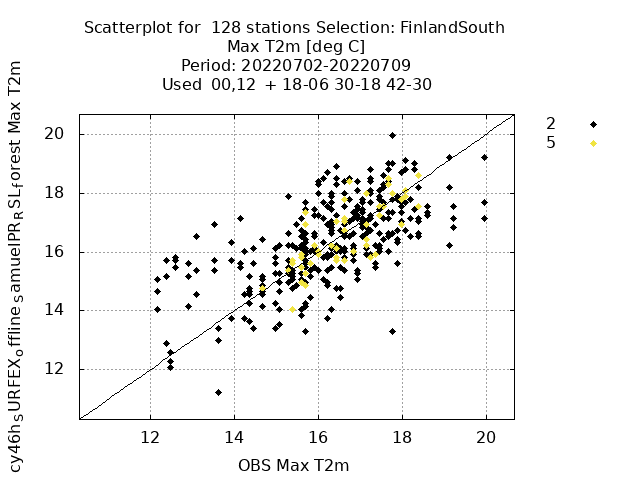 Scatterplot for  128 stations Selection: FinlandSouth
Max T2m [deg C]
Period: 20220702-20220709
Used  00,12  + 18-06 30-18 42-30
cy46h_SURFEX_offline_samuelPR_RSL_forest Max T2m
20
18
16
14
12
12
14
16
18
20
OBS Max T2m
2
5